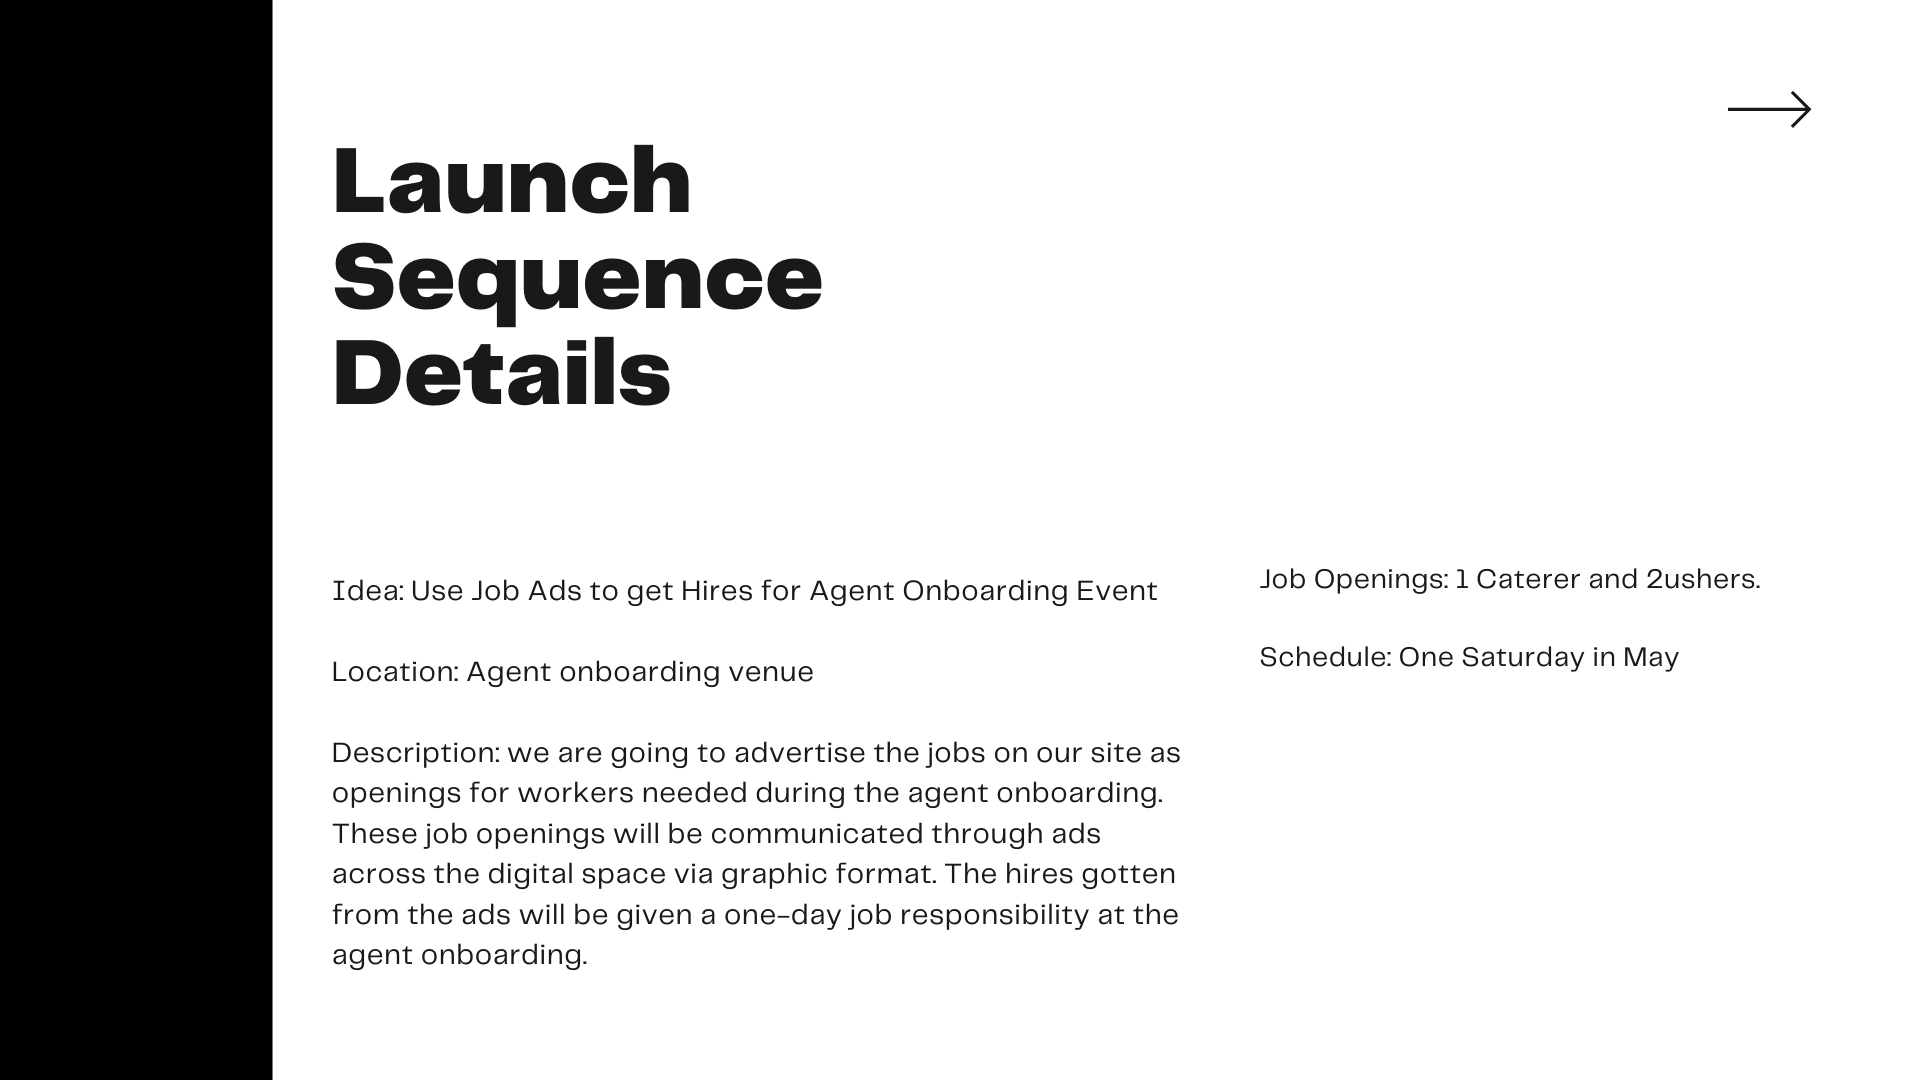 Launch
Sequence
Details
Idea: Use Job Ads to get Hires for Agent Onboarding Event
Location: Agent onboarding venue
Description: we are going to advertise the jobs on our site as
openings for workers needed during the agent onboarding.
These job openings will be communicated through ads
across the digital space via graphic format. The hires gotten
from the ads will be given a one-day job responsibility at the
agent onboarding.
Job Openings: 1 Caterer and 2ushers.
Schedule: One Saturday in May